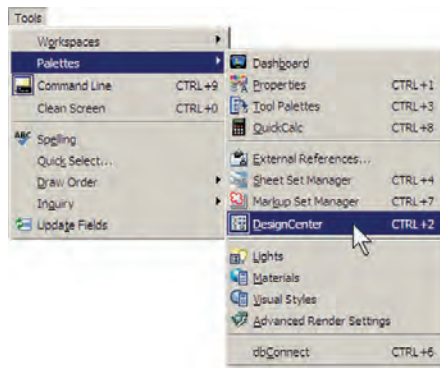 Tools
Workspaces
Palettes
Command Line CTRL+9
Clean Screen CTRL+0
ABC Spelling
Quick Select...
Draw Order
Inquiry
Update Fields
Dashboard
Properties CTRL+1
Tool Palettes CTRL+3
QuickCalc CTRL+8
External References...
Sheet Set Manager CTRL+4
Markup Set Manager CTRL+7
DesignCenter CTRL+2
Lights
Materials
Visual Styles
Advanced Render Settings
dbConnect CTRL+6